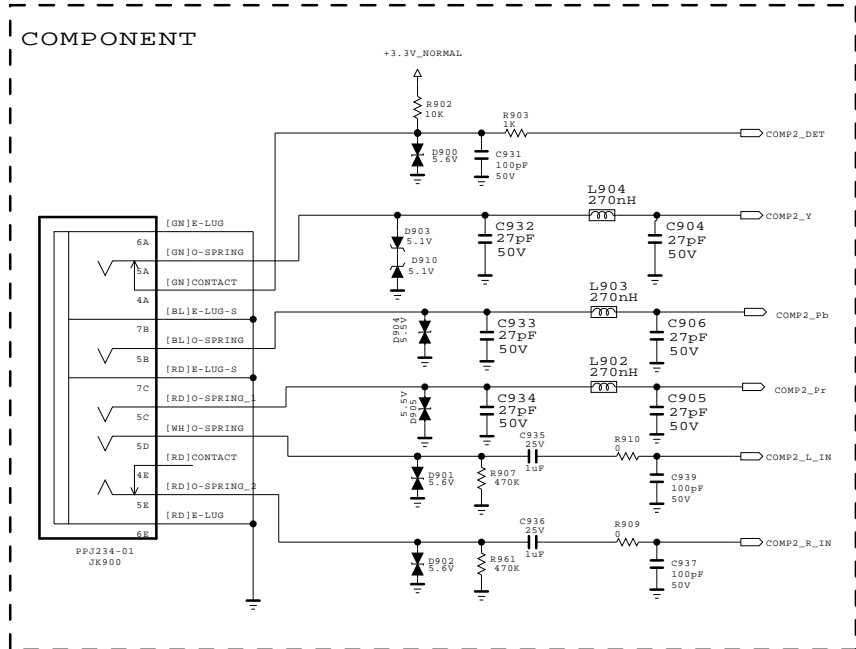 COMPONENT
+3.3V_NORMAL
R902
10K
R903
1K
COMP2_DET
D900
5.6V
C931
100pF
50V
L904
270nH
[GN]E-LUG
COMP2_Y
6A
D903
5.1V
C932
27pF
50V
C904
27pF
50V
[GN]O-SPRING
5A
D910
5.1V
[GN]CONTACT
4A
L903
270nH
[BL]E-LUG-S
COMP2_Pb
7B
D904
5.5V
C933
27pF
50V
C906
27pF
50V
[BL]O-SPRING
5B
L902
270nH
[RD]E-LUG-S
COMP2_Pr
7C
5.5V
D905
C934
27pF
50V
C905
27pF
50V
[RD]O-SPRING_1
5C
[WH]O-SPRING
5D
C935
25V
1uF
R910
0
COMP2_L_IN
[RD]CONTACT
4E
D901
5.6V
R907
470K
C939
100pF
50V
[RD]O-SPRING_2
5E
[RD]E-LUG
6E
C936
25V
1uF
R909
0
COMP2_R_IN
PPJ234-01
JK900
D902
5.6V
R961
470K
C937
100pF
50V